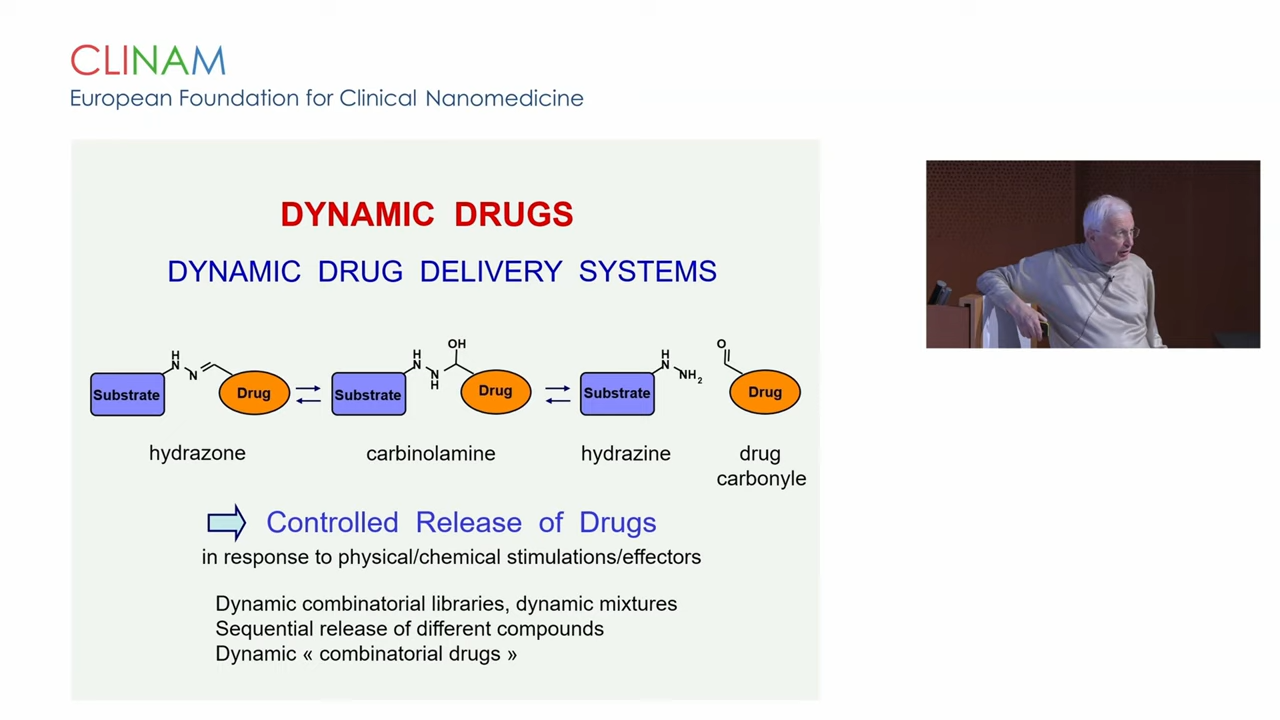 CLINAM
European Foundation for Clinical Nanomedicine
DYNAMIC DRUGS
DYNAMIC DRUG DELIVERY SYSTEMS
H
N
N
Substrate
Drug
hydrazone
OH
H
N
N
H
Substrate
Drug
carbinolamine
H
N
NH2
Substrate
hydrazine
O
Drug
drug
carbonyle
Controlled Release of Drugs
in response to physical/chemical stimulations/effectors
Dynamic combinatorial libraries, dynamic mixtures
Sequential release of different compounds
Dynamic « combinatorial drugs »